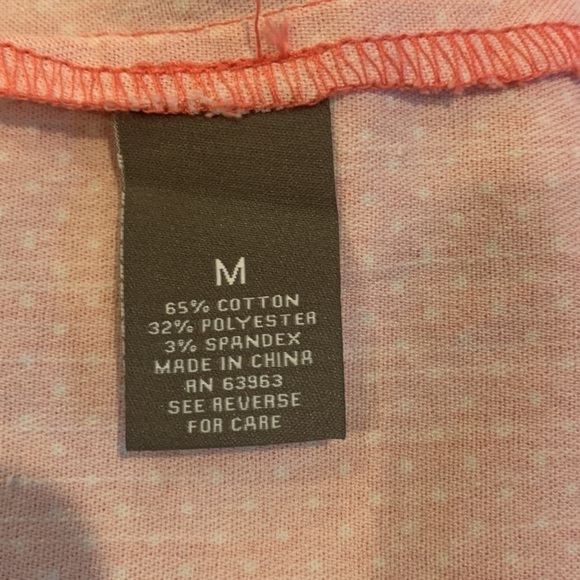 M
65% COTTON
32% POLYESTER
3% SPANDEX
MADE IN CHINA
RN 63963
SEE REVERSE
FOR CARE